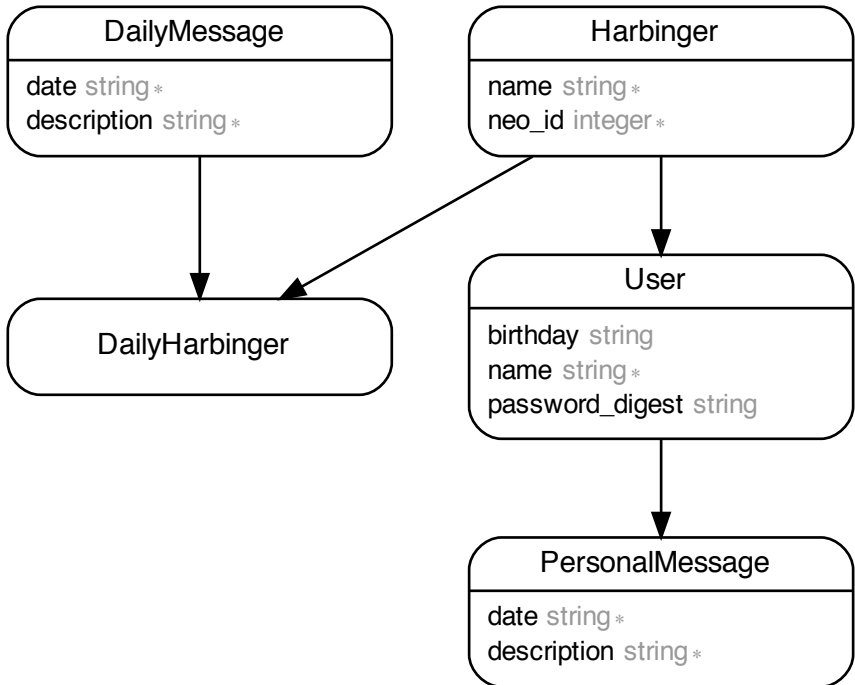 DailyMessage
date string *
description string *
Harbinger
name string *
neo_id integer *
DailyHarbinger
User
birthday string
name string *
password_digest string
PersonalMessage
date string *
description string *